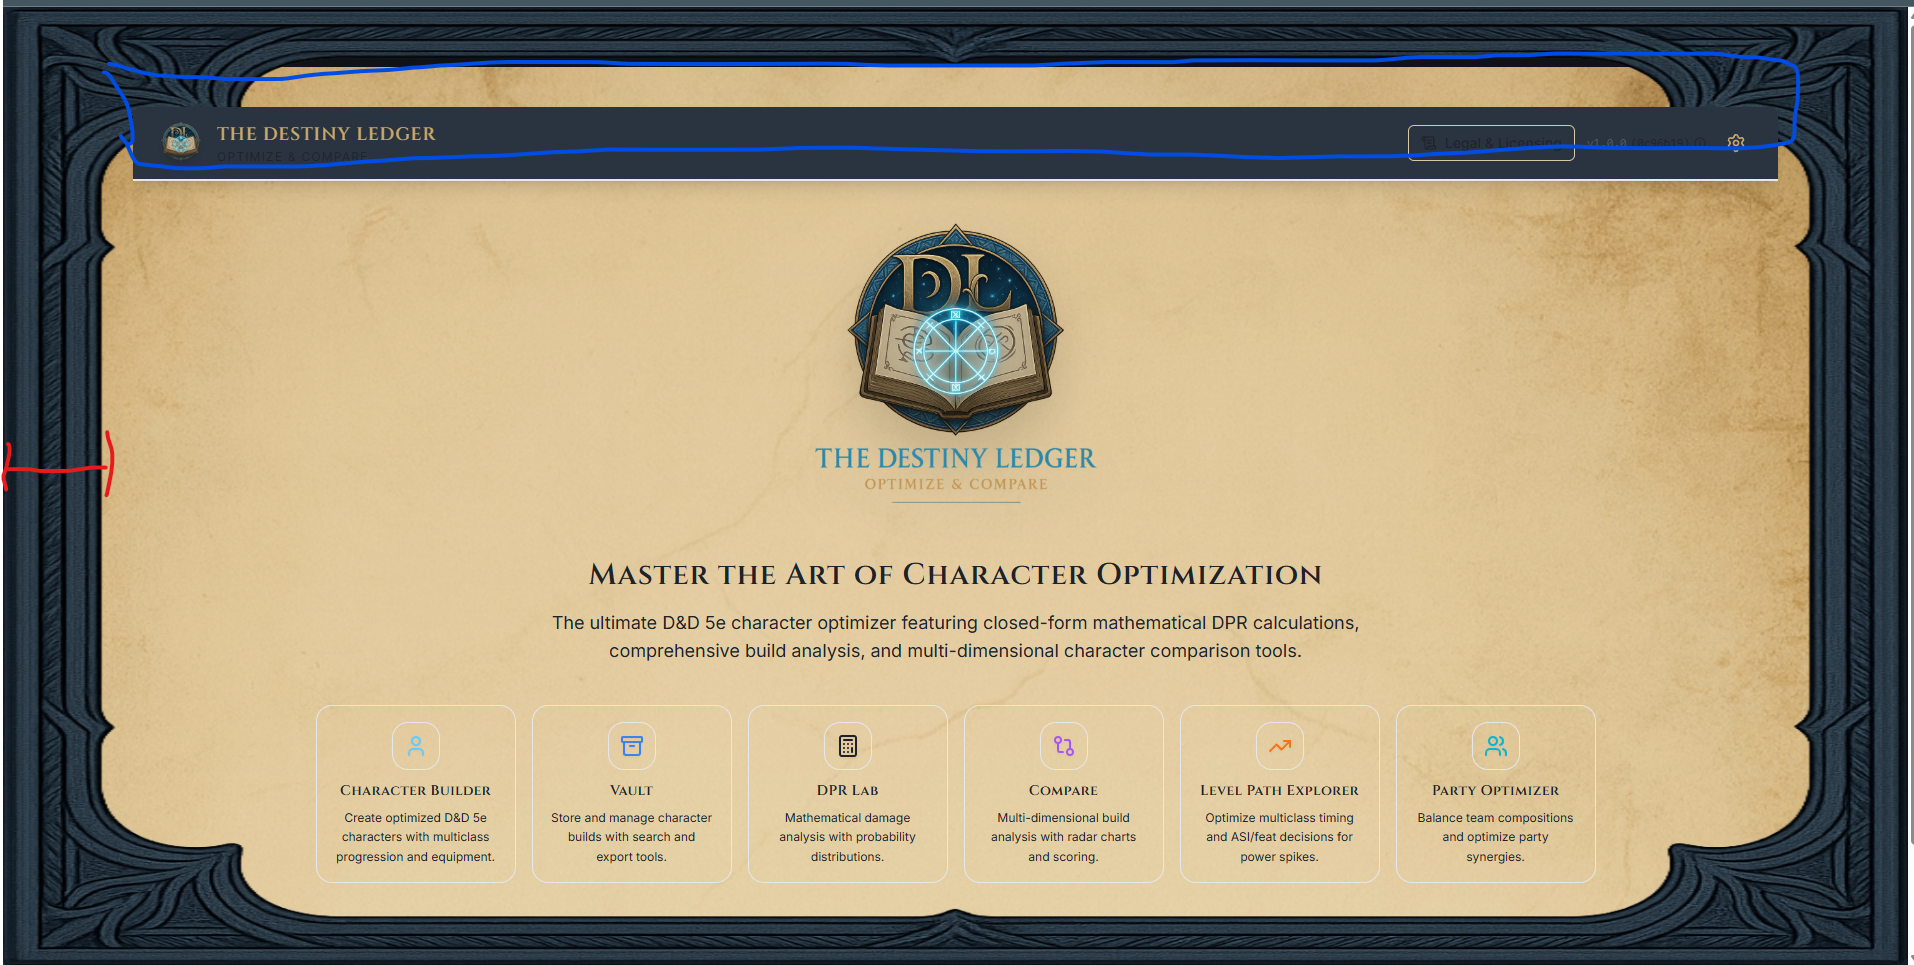 THE DESTINY LEDGER
OPTIMIZE & COMPARE
Legal & Licensing
v1.0.0
DL
THE DESTINY LEDGER
OPTIMIZE & COMPARE
Master the Art of Character Optimization
The ultimate D&D 5e character optimizer featuring closed-form mathematical DPR calculations,
comprehensive build analysis, and multi-dimensional character comparison tools.
Character Builder
Create optimized D&D 5e
characters with multiclass
progression and equipment.
Vault
Store and manage character
builds with search and
export tools.
DPR Lab
Mathematical damage
analysis with probability
distributions.
Compare
Multi-dimensional build
analysis with radar charts
and scoring.
Level Path Explorer
Optimize multiclass timing
and ASI/feat decisions for
power spikes.
Party Optimizer
Balance team compositions
and optimize party
synergies.